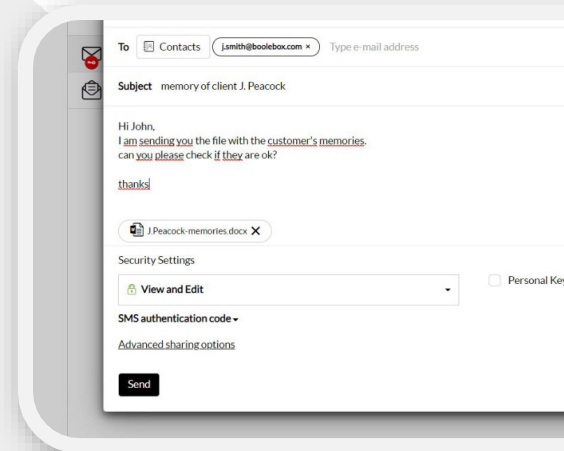 To Contacts j.smith@boolebox.com × Type e-mail address
Subject memory of client J. Peacock
Hi John,
I am sending you the file with the customer's memories.
can you please check if they are ok?
thanks
J.Peacock-memories.docx X
Security Settings
View and Edit
Personal Key
SMS authentication code
Advanced sharing options
Send